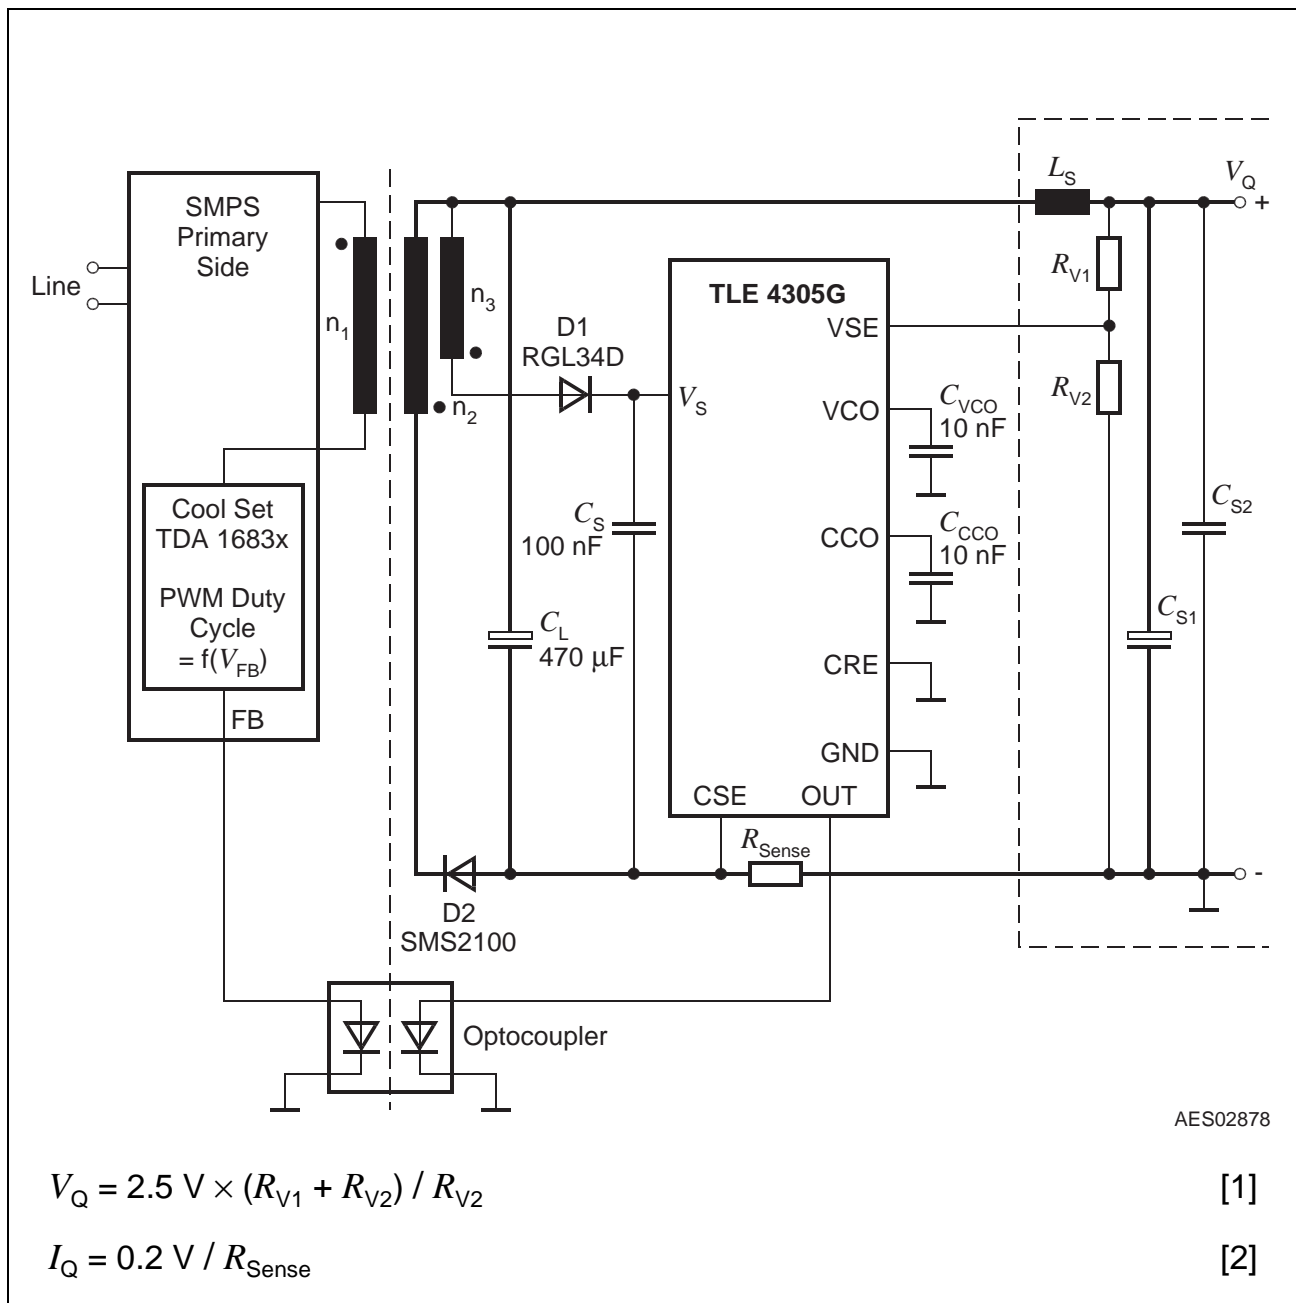 SMPS
Primary
Side
Line
n1
n2
n3
Cool Set
TDA 1683x
PWM Duty
Cycle
= f(VFB)
FB
D1
RGL34D
CS
100 nF
CL
470 μF
D2
SMS2100
TLE 4305G
VS
VSE
VCO
CCO
CRE
GND
CSE
OUT
CVCO
10 nF
CCCO
10 nF
RSense
LS
VQ
+
RV1
RV2
CS2
CS1
-
Optocoupler
AES02878
VQ = 2.5 V × (RV1 + RV2) / RV2 [1]
IQ = 0.2 V / RSense [2]